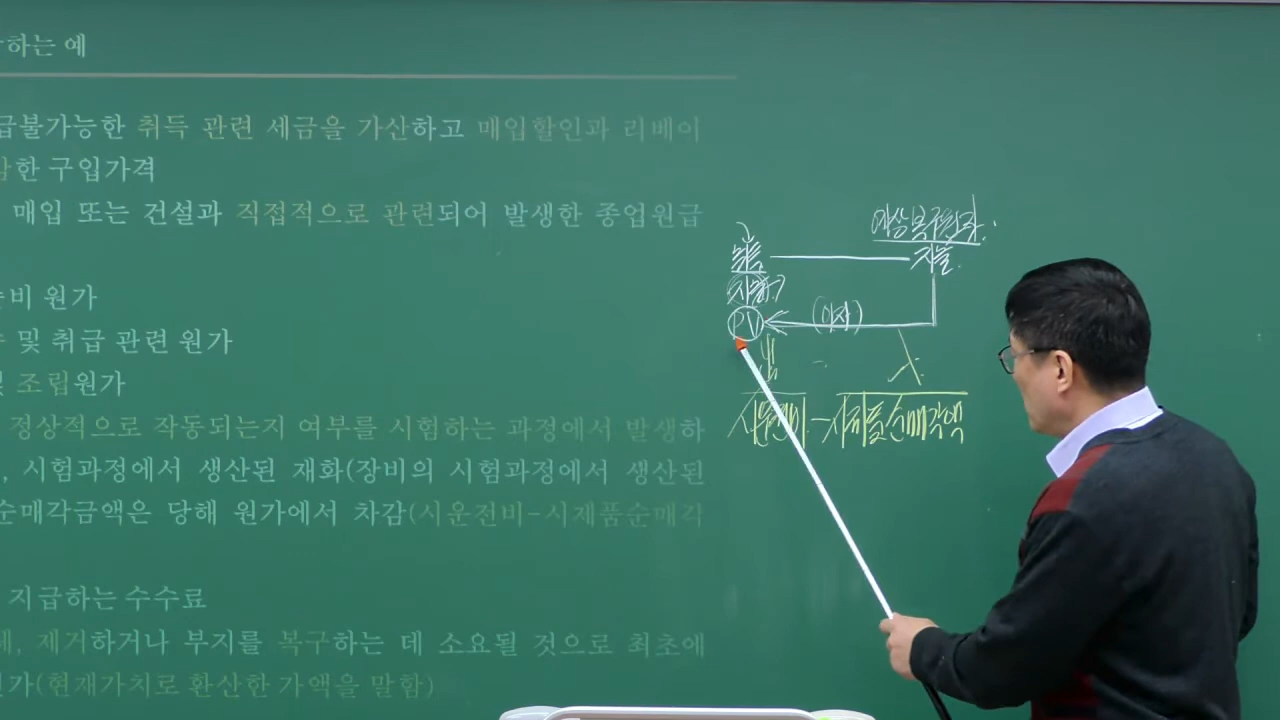 하는 예
급불가능한 취득 관련 세금을 가산하고 매입할인과 리베이
감한 구입가격
매입 또는 건설과 직접적으로 관련되어 발생한 종업원급
비 원가
및 취급 관련 원가
및 조립원가
정상적으로 작동되는지 여부를 시험하는 과정에서 발생하
, 시험과정에서 생산된 재화(장비의 시험과정에서 생산된
순매각금액은 당해 원가에서 차감(시운전비-시제품순매각
지급하는 수수료
체, 제거하거나 부지를 복구하는 데 소요될 것으로 최초에
원가(현재가치로 환산한 가액을 말함)
예상복구원가
지출
PV
(이자)
시운전비 - 시제품순매각액